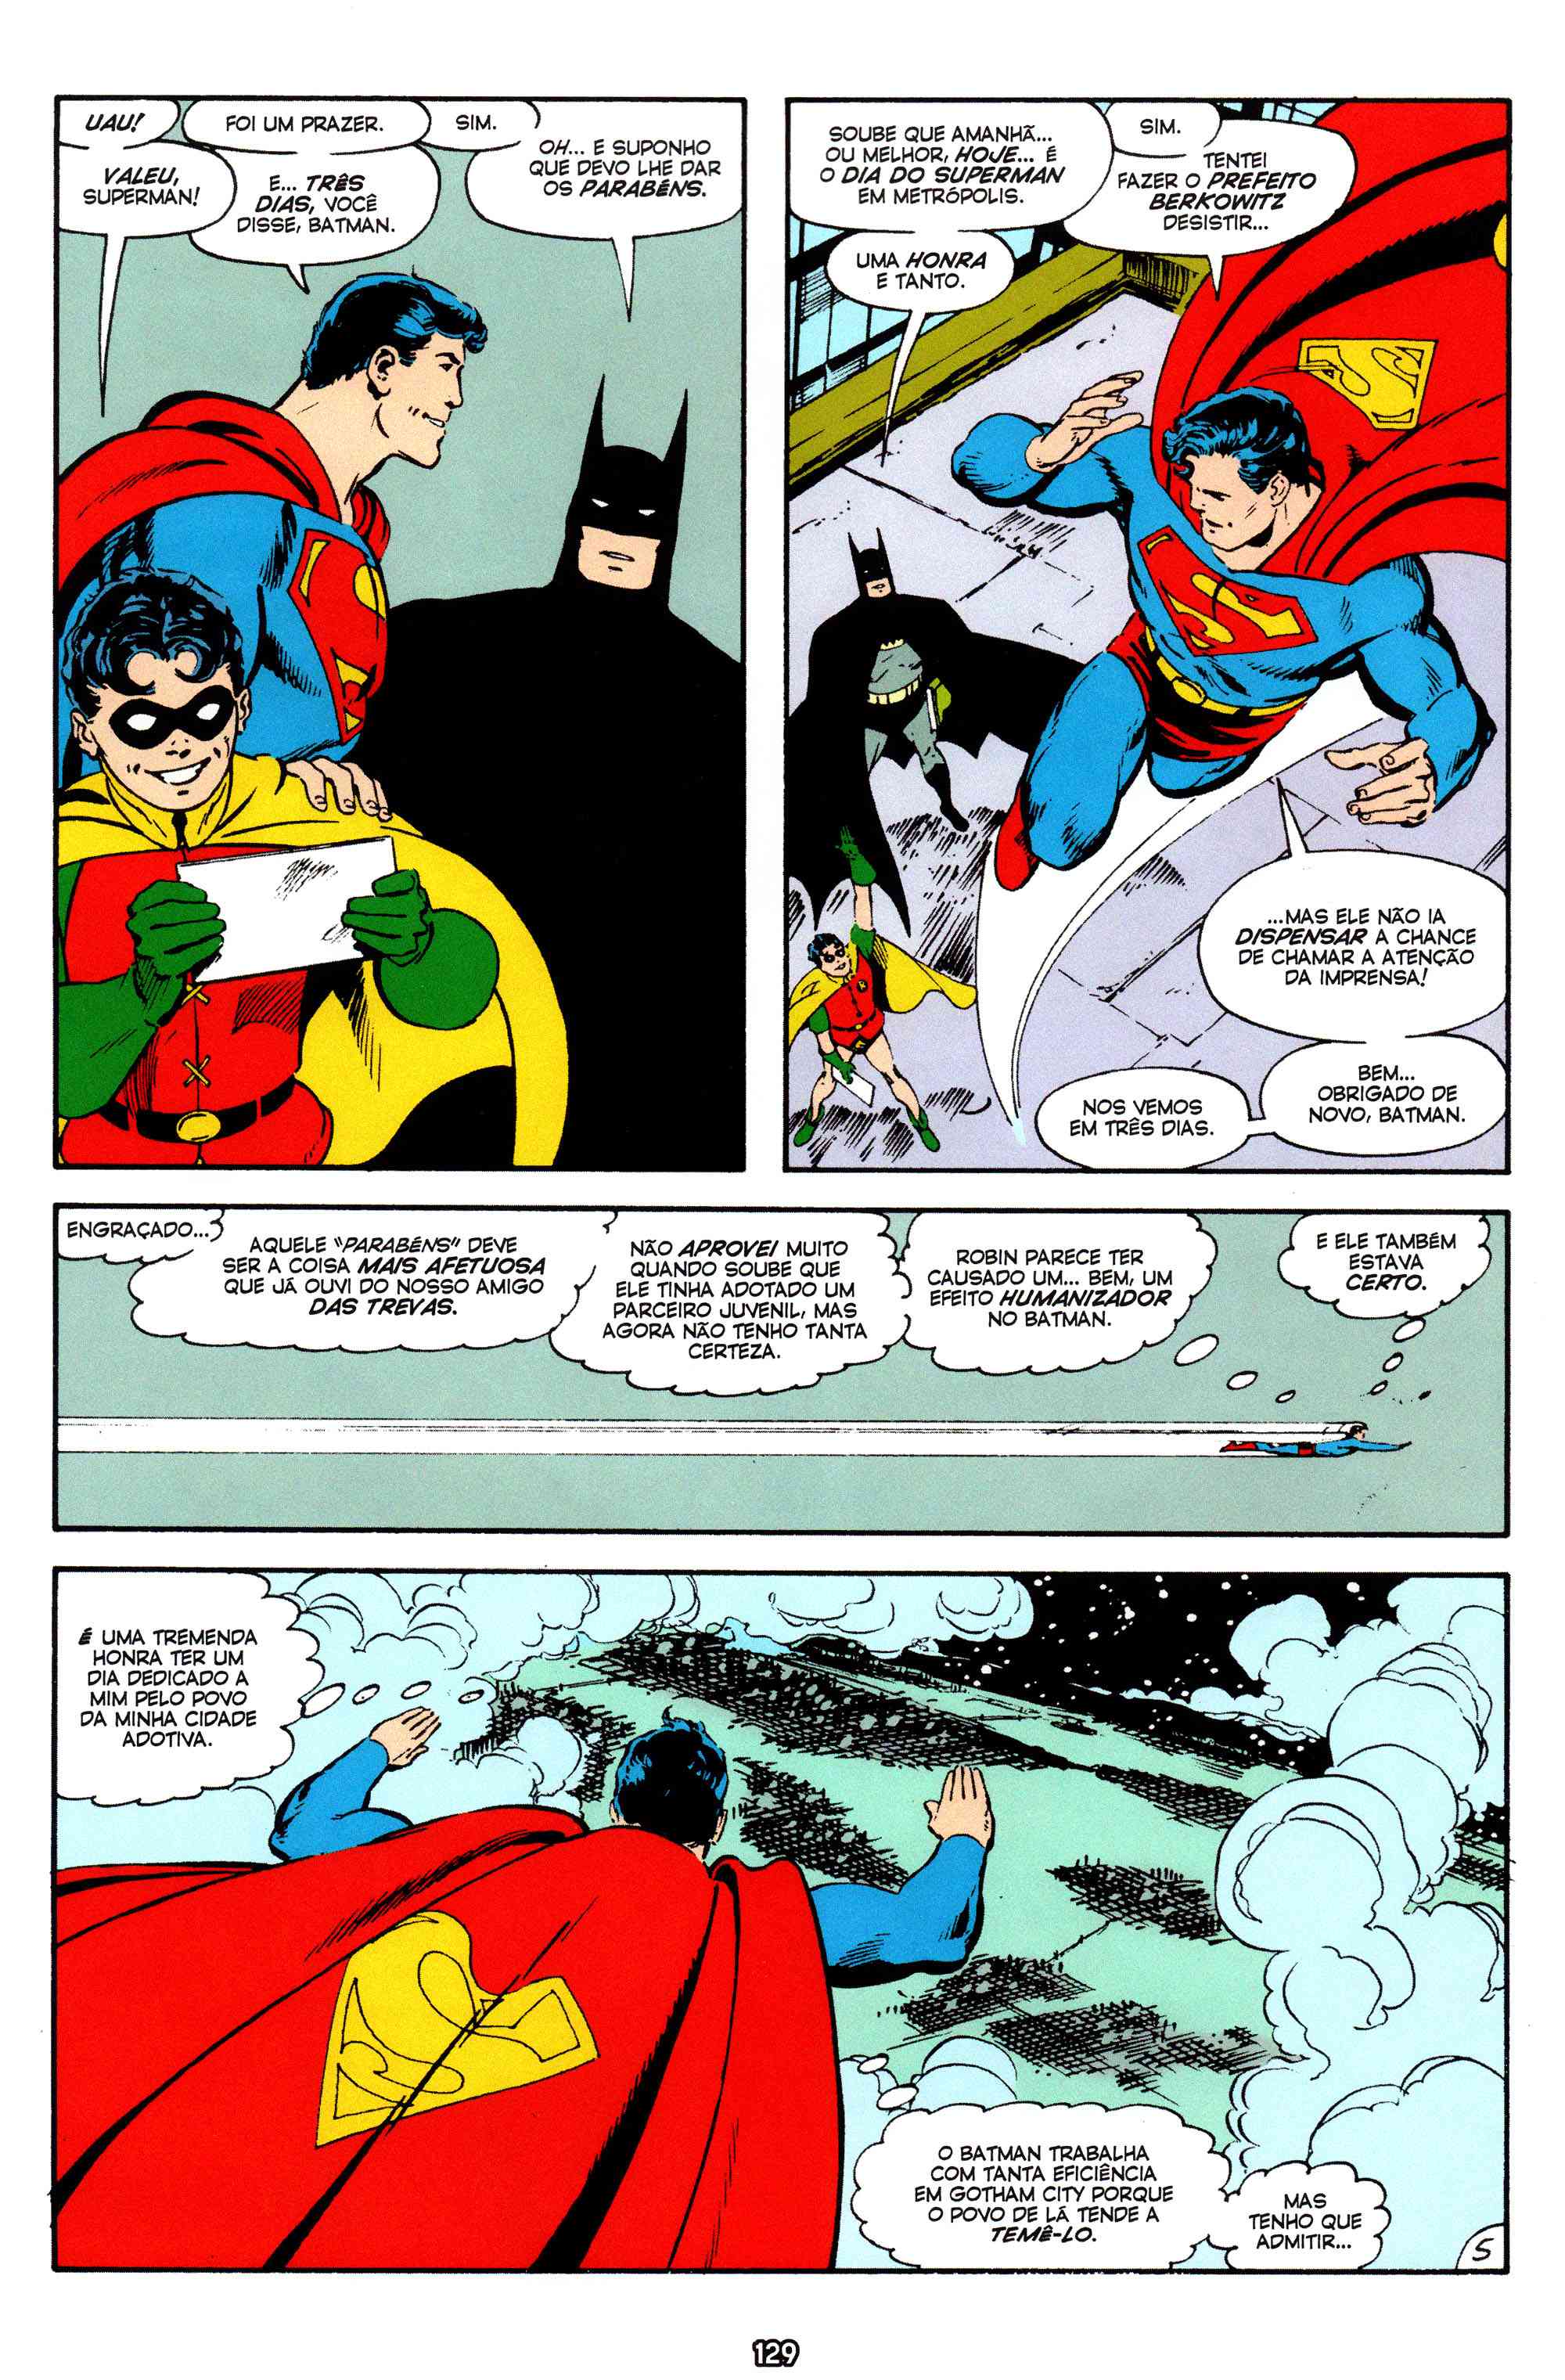 UAU!
VALEU,
SUPERMAN!
FOI UM PRAZER.
E... TRÊS
DIAS, VOCÊ
DISSE, BATMAN.
SIM.
OH... E SUPONHO
QUE DEVO LHE DAR
OS PARABÉNS.
SOUBE QUE AMANHÃ...
OU MELHOR, HOJE... É
O DIA DO SUPERMAN
EM METRÓPOLIS.
UMA HONRA
E TANTO.
SIM.
TENTEI
FAZER O PREFEITO
BERKOWITZ
DESISTIR...
...MAS ELE NÃO IA
DISPENSAR A CHANCE
DE CHAMAR A ATENÇÃO
DA IMPRENSA!
BEM...
OBRIGADO DE
NOVO, BATMAN.
NOS VEMOS
EM TRÊS DIAS.
ENGRAÇADO...
AQUELE "PARABÉNS" DEVE
SER A COISA MAIS AFETUOSA
QUE JÁ OUVI DO NOSSO AMIGO
DAS TREVAS.
NÃO APROVEI MUITO
QUANDO SOUBE QUE
ELE TINHA ADOTADO UM
PARCEIRO JUVENIL, MAS
AGORA NÃO TENHO TANTA
CERTEZA.
ROBIN PARECE TER
CAUSADO UM... BEM, UM
EFEITO HUMANIZADOR
NO BATMAN.
E ELE TAMBÉM
ESTAVA
CERTO.
É UMA TREMENDA
HONRA TER UM
DIA DEDICADO A
MIM PELO POVO
DA MINHA CIDADE
ADOTIVA.
O BATMAN TRABALHA
COM TANTA EFICIÊNCIA
EM GOTHAM CITY PORQUE
O POVO DE LÁ TENDE A
TEMÊ-LO.
MAS
TENHO QUE
ADMITIR...
5
129